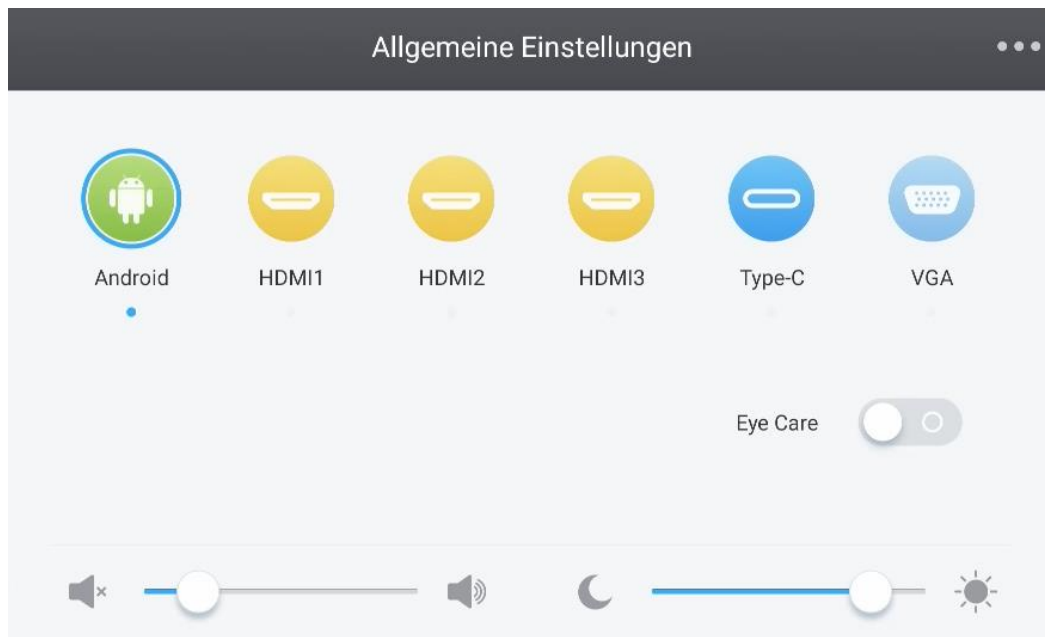 Allgemeine Einstellungen
Android HDMI1 HDMI2 HDMI3 Type-C VGA
Eye Care